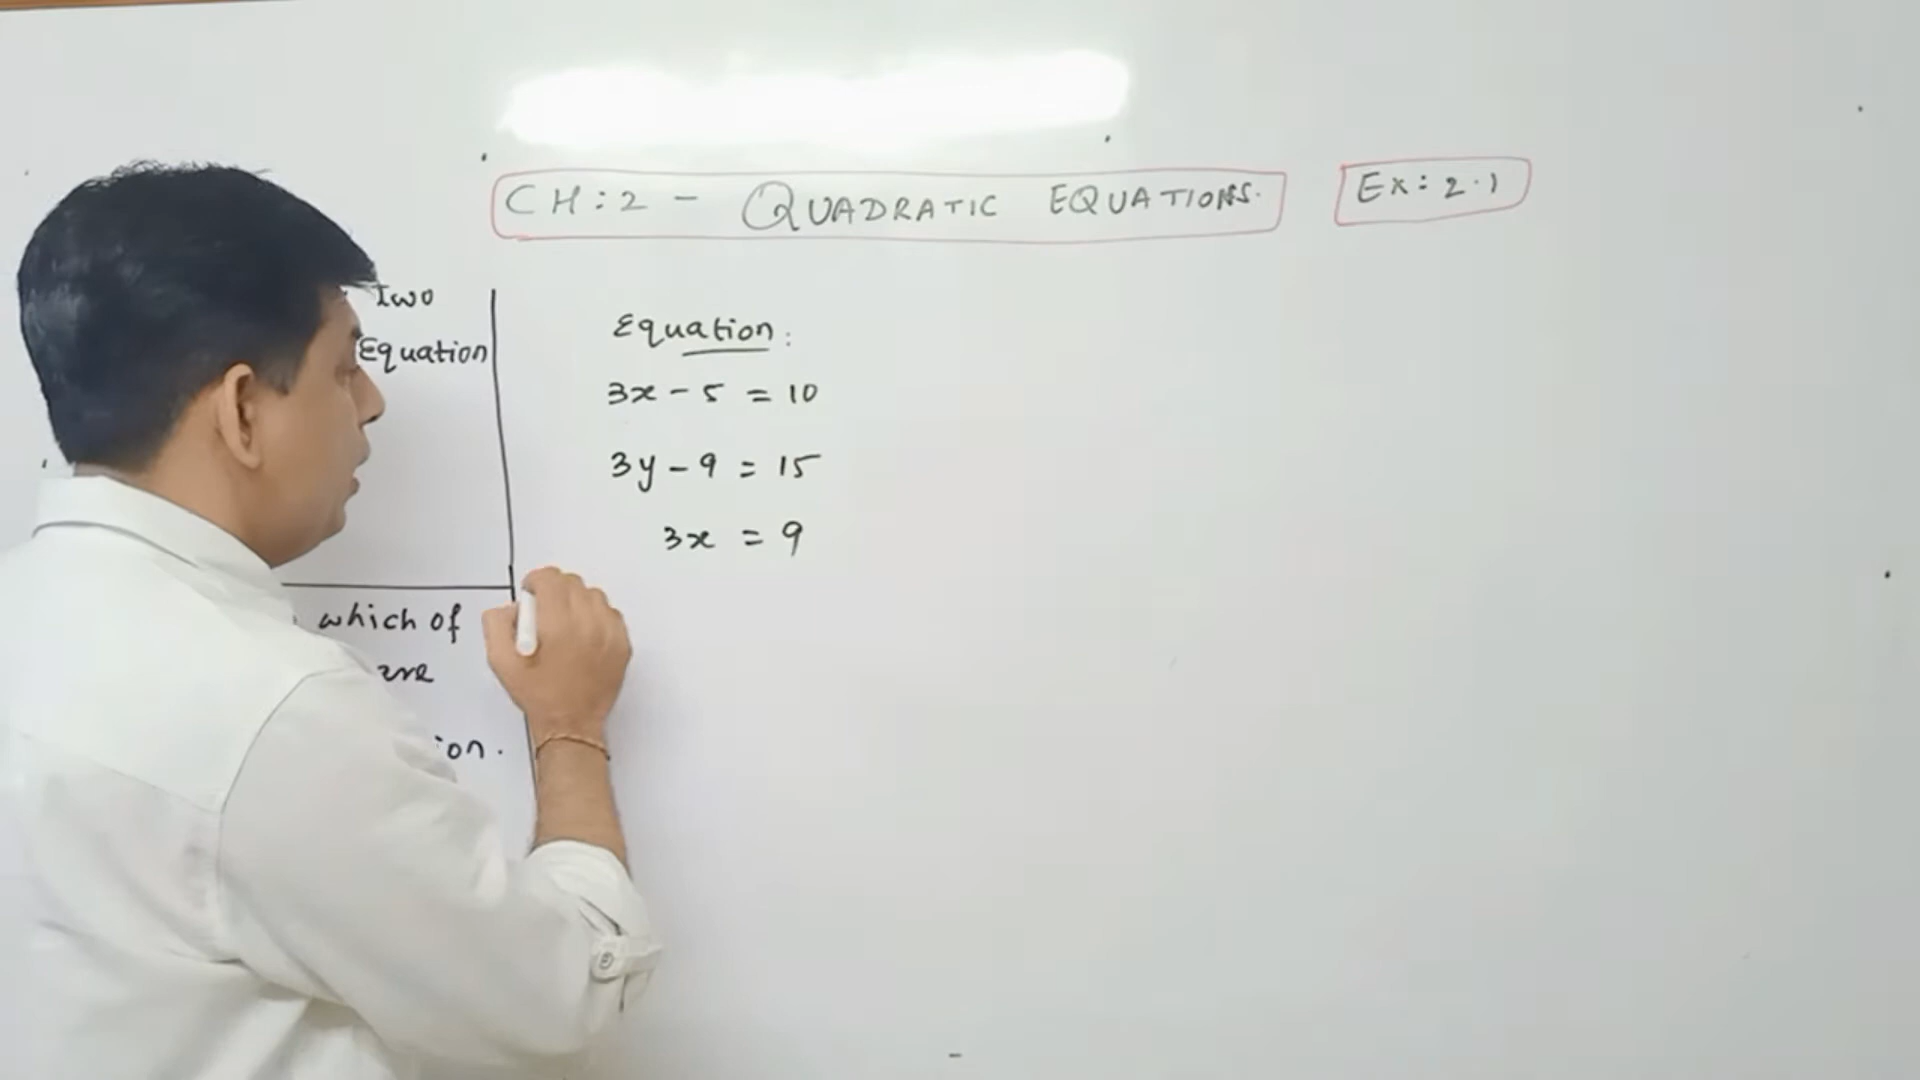 CH:2 - QUADRATIC EQUATIONS.
Ex: 2.1
Two
Equation
Equation:
3x - 5 = 10
3y - 9 = 15
3x = 9
which of
are